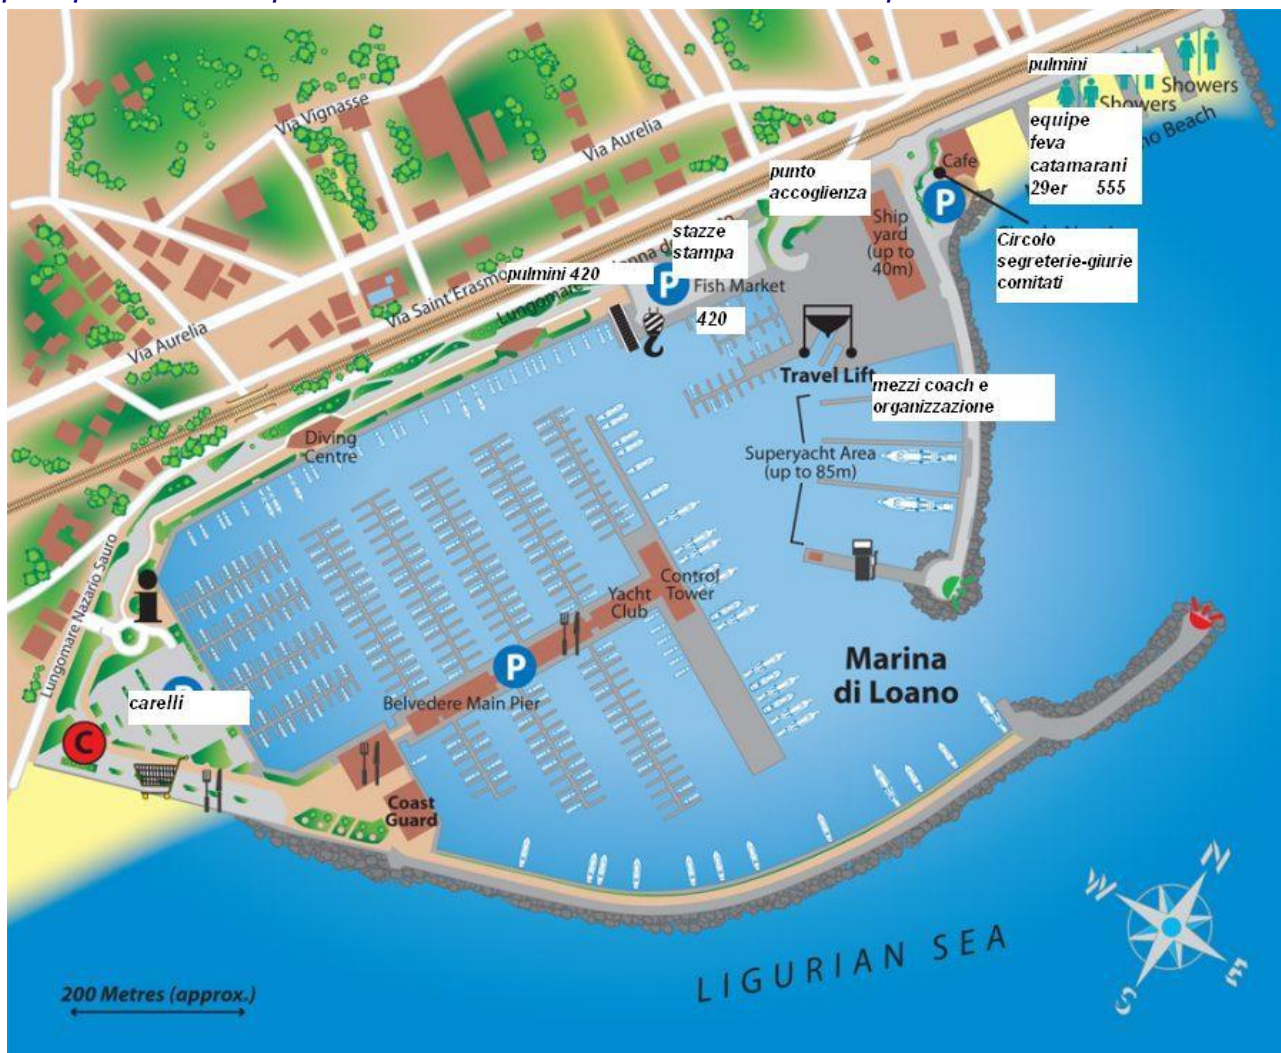 pulmini
Showers
Showers
Beach
Via Vignasse
Via Aurelia
equipe
feva
catamarani
29er 555
Cafe
P
punto
accoglienza
Ship
yard
(up to
40m)
stazze
stampa
Circolo
segreterie-giurie
comitati
pulmini 420
P
Fish Market
Via Saint'Erasmo
Lungomare
420
Via Aurelia
Travel Lift
mezzi coach e
organizzazione
Diving
Centre
Superyacht Area
(up to 85m)
Lungomare Nazario Sauro
i
Control
Tower
Yacht
Club
P
Belvedere Main Pier
Marina
di Loano
carelli
C
Coast
Guard
N
W
E
S
LIGURIAN SEA
200 Metres (approx.)